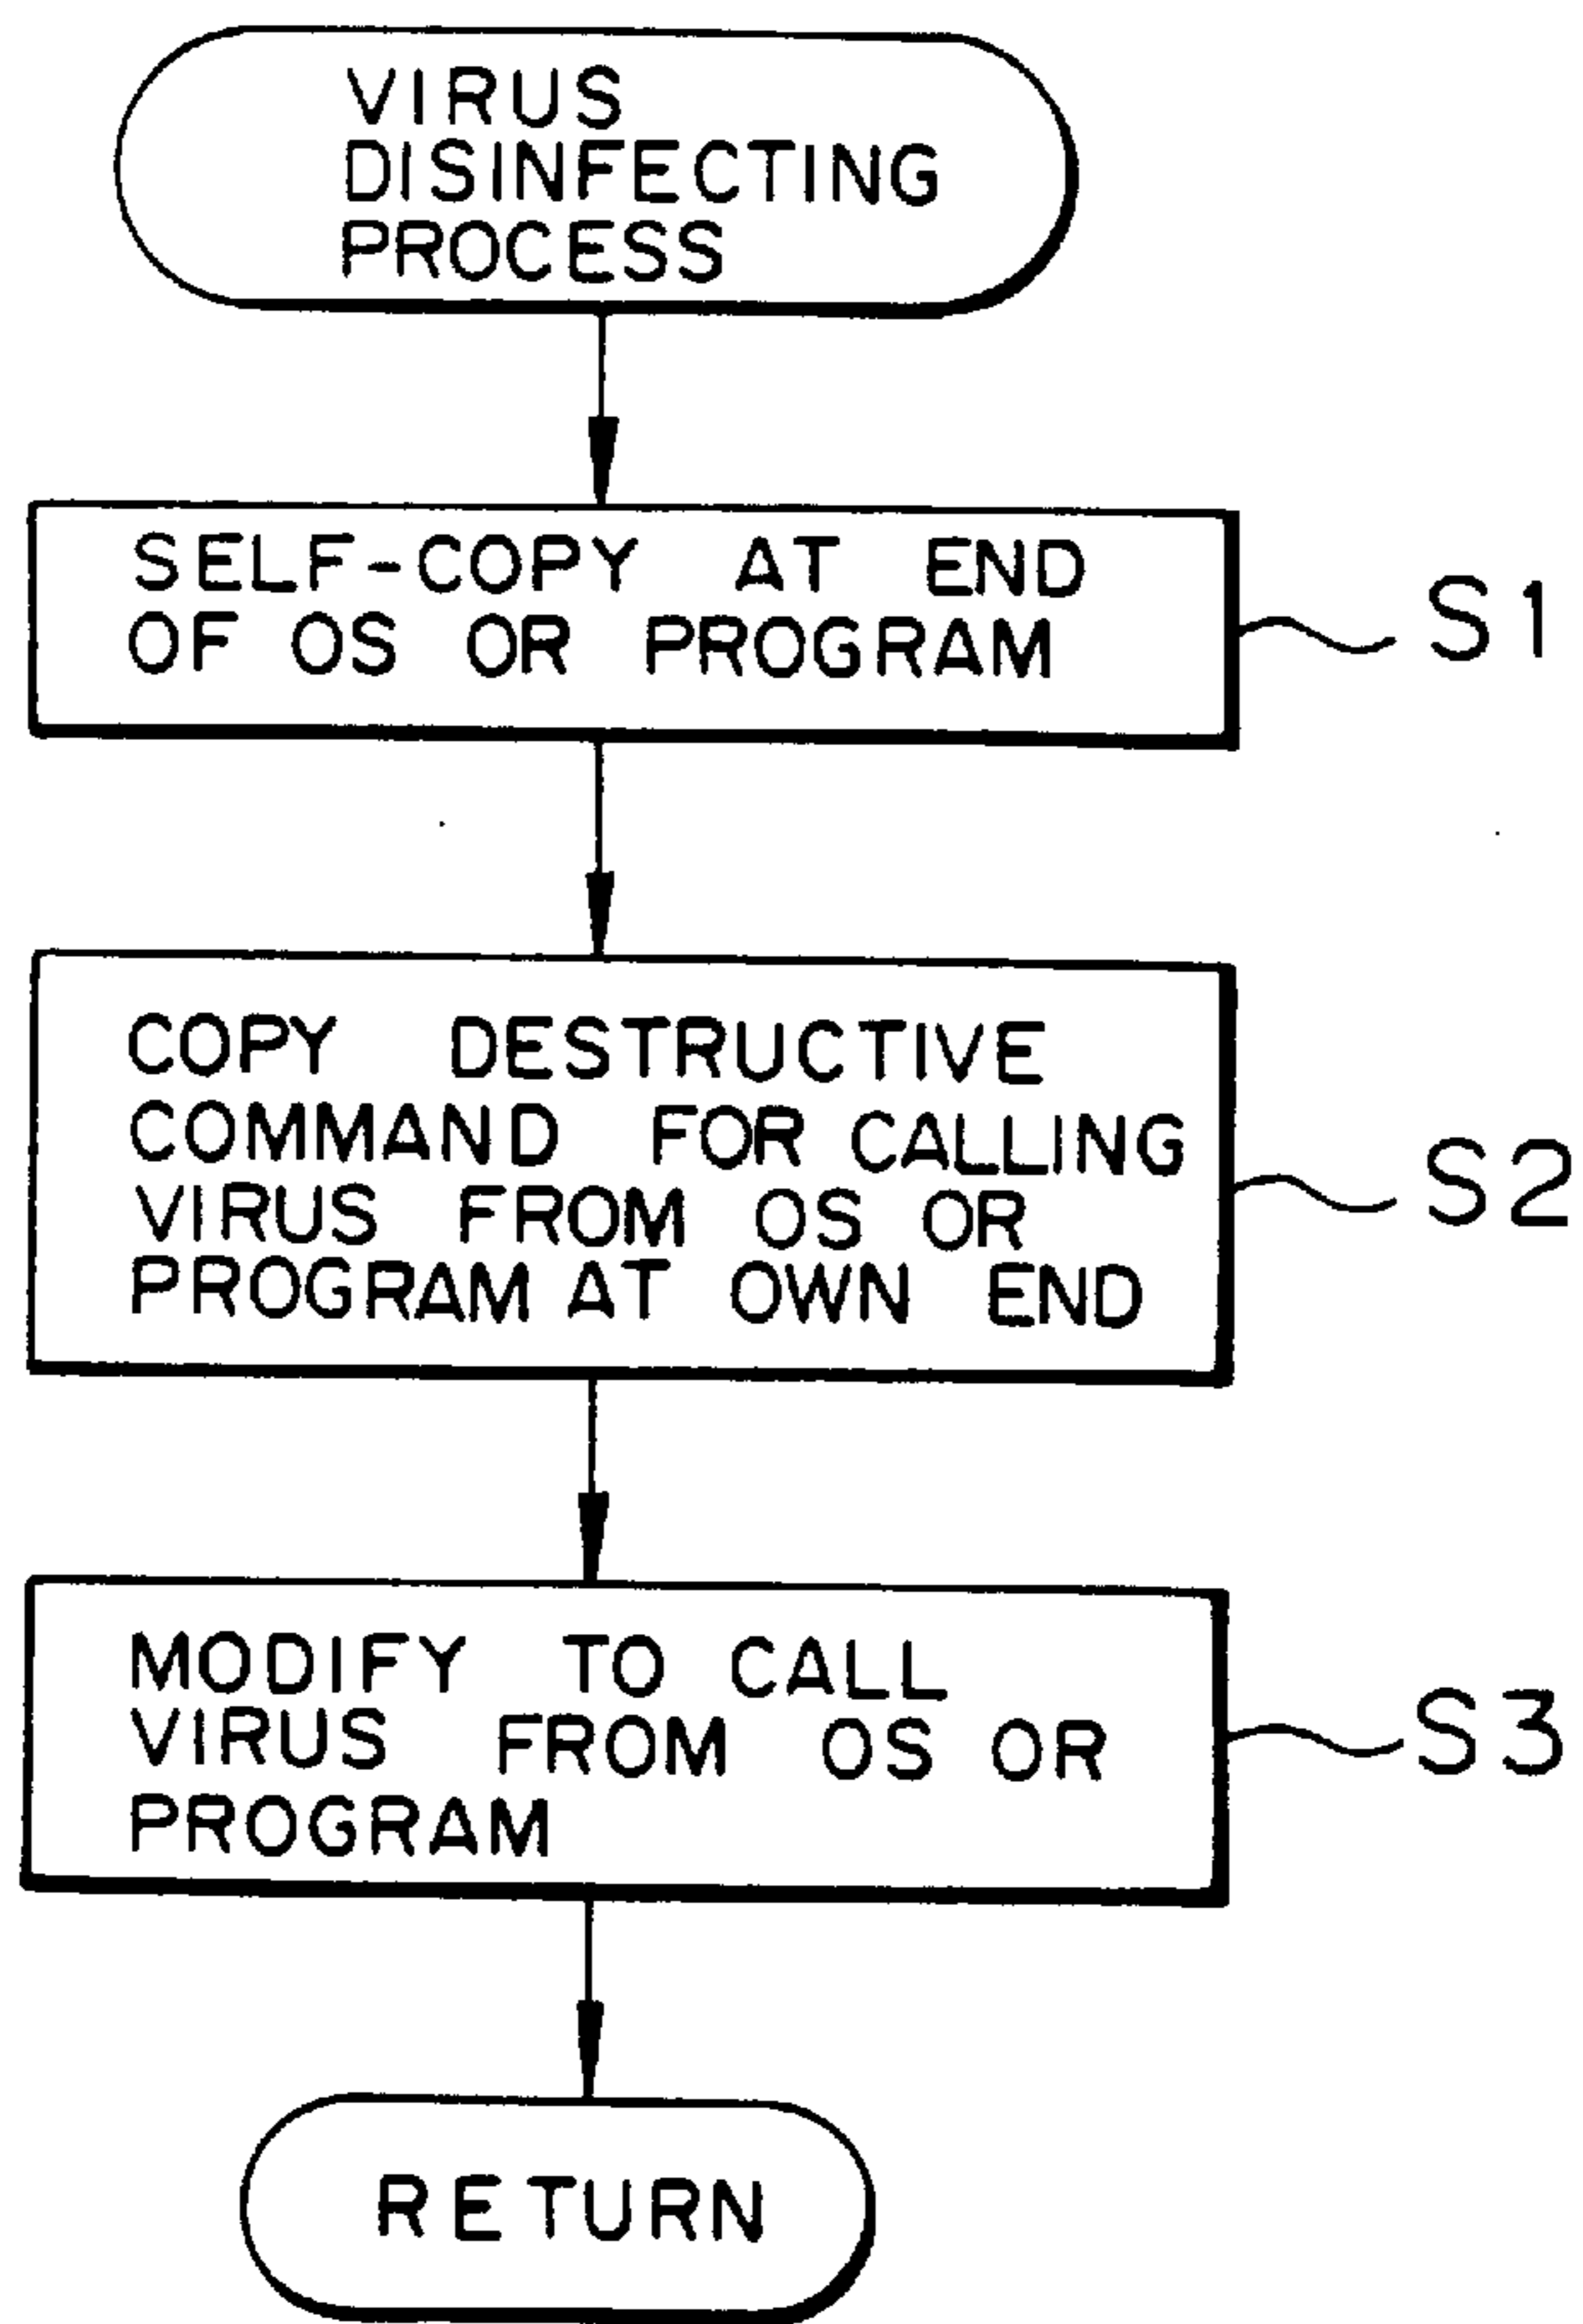 VIRUS
DISINFECTING
PROCESS
SELF-COPY AT END
OF OS OR PROGRAM
S1
COPY DESTRUCTIVE
COMMAND FOR CALLING
VIRUS FROM OS OR
PROGRAM AT OWN END
S2
MODIFY TO CALL
VIRUS FROM OS OR
PROGRAM
S3
RETURN